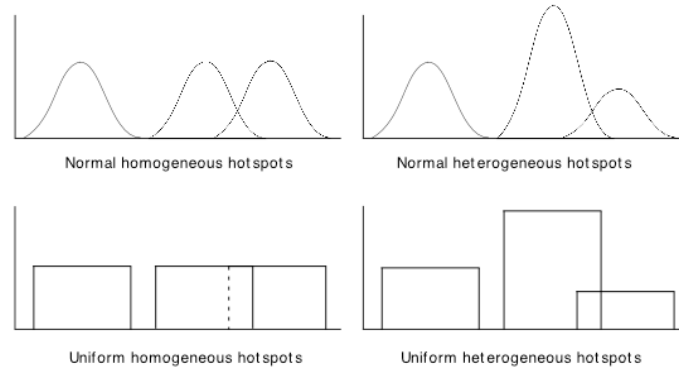 Normal homogeneous hotspots
Normal heterogeneous hotspots
Uniform homogeneous hotspots
Uniform heterogeneous hotspots